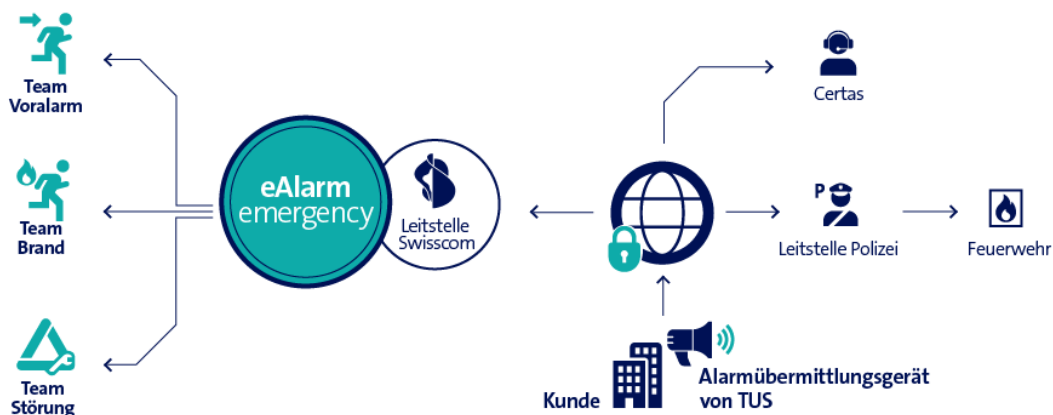 Team
Voralarm
Team
Brand
Team
Störung
eAlarm
emergency
Leitstelle
Swisscom
Certas
P
Leitstelle Polizei
Feuerwehr
Kunde
Alarmübermittlungsgerät
von TUS